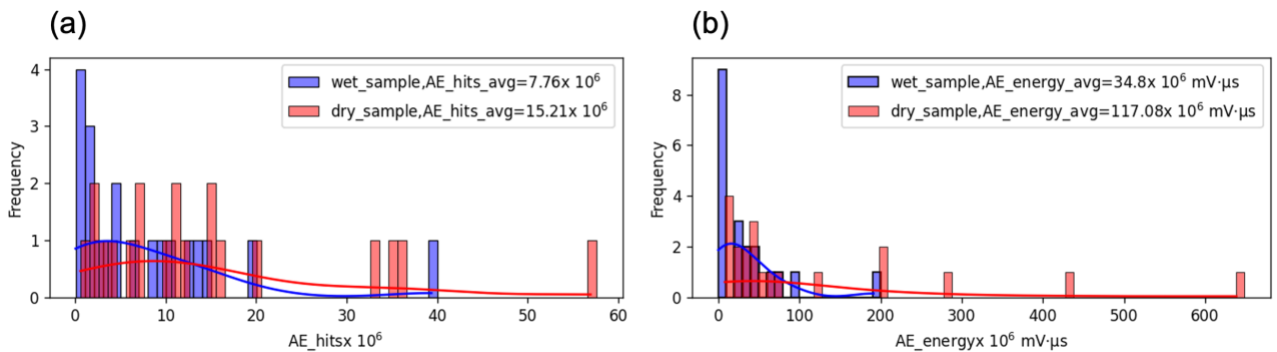 (a)
wet_sample,AE_hits_avg=7.76x 10⁶
dry_sample,AE_hits_avg=15.21x 10⁶
Frequency
4
3
2
1
0
0 10 20 30 40 50 60
AE_hitsx 10⁶
(b)
wet_sample,AE_energy_avg=34.8x 10⁶ mV·μs
dry_sample,AE_energy_avg=117.08x 10⁶ mV·μs
Frequency
8
6
4
2
0
0 100 200 300 400 500 600
AE_energyx 10⁶ mV·μs